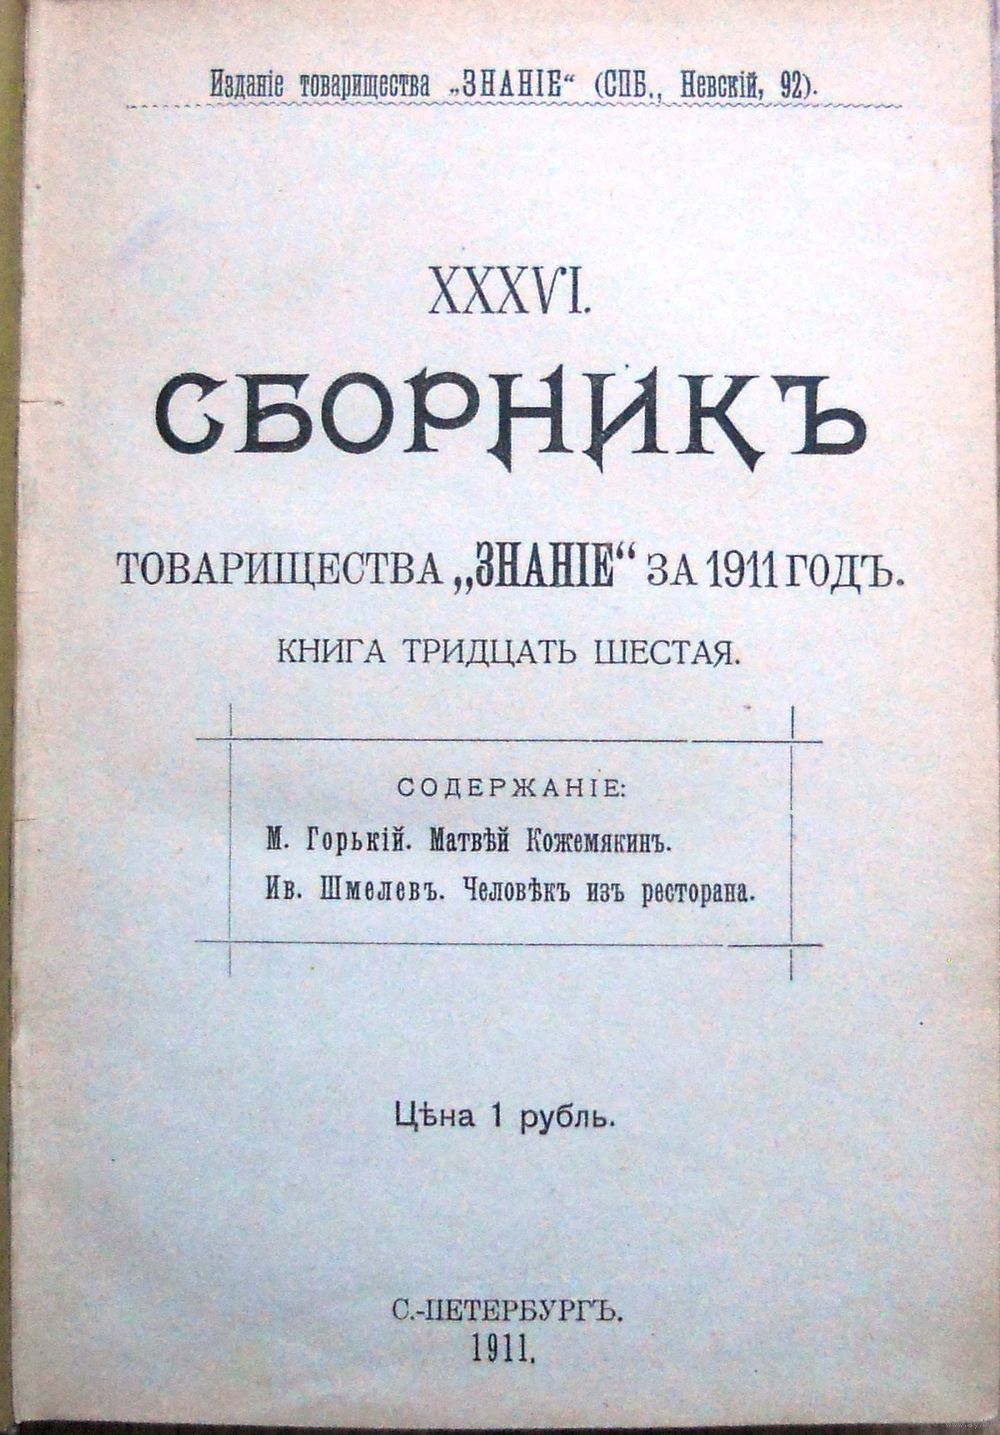 Изданіе товарищества „ЗНАНІЕ“ (СПБ., Невскій, 92).
XXXVI.
СБОРНИКЪ
ТОВАРИЩЕСТВА „ЗНАНІЕ“ ЗА 1911 ГОДЪ.
КНИГА ТРИДЦАТЬ ШЕСТАЯ.
СОДЕРЖАНІЕ:
М. Горькій. Матвѣй Кожемякинъ.
Ив. Шмелевъ. Человѣкъ изъ ресторана.
Цѣна 1 рубль.
С.-ПЕТЕРБУРГЪ.
1911.